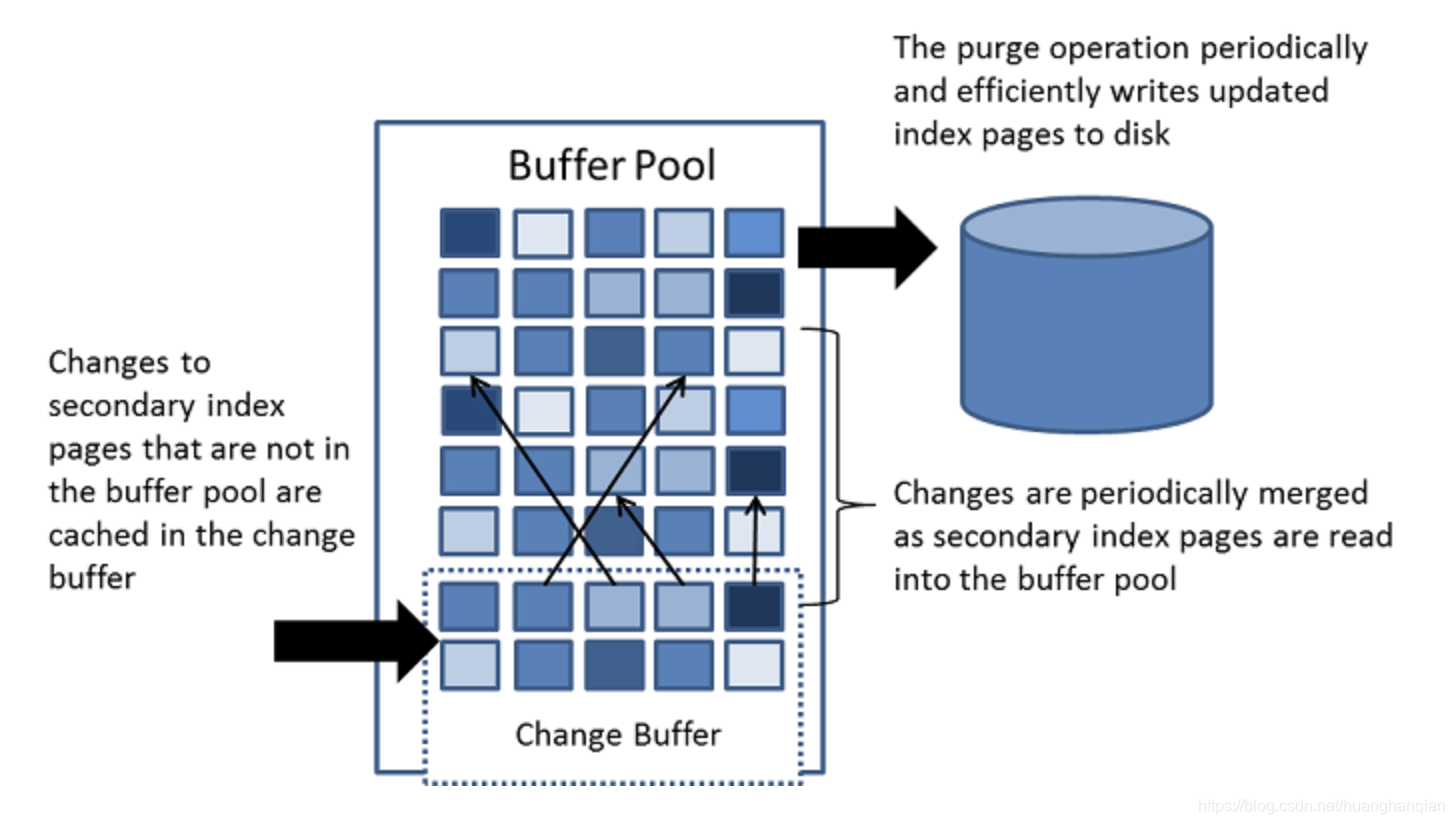 The purge operation periodically
and efficiently writes updated
index pages to disk
Buffer Pool
Changes to
secondary index
pages that are not in
the buffer pool are
cached in the change
buffer
Changes are periodically merged
as secondary index pages are read
into the buffer pool
Change Buffer
https://blog.csdn.net/huanghanqian